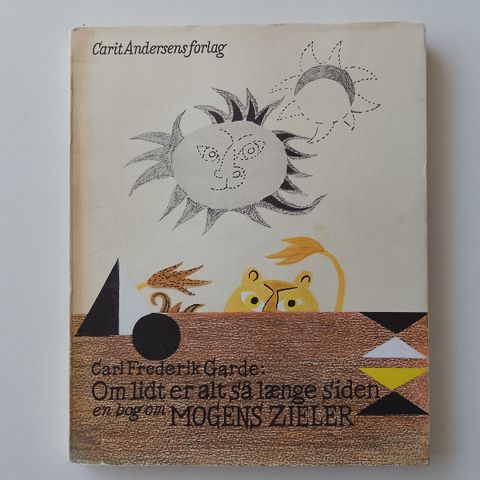 Carit Andersens forlag
Carl Frederik Garde:
Om lidt er alt så længe siden
en bog om MOGENS ZIELER